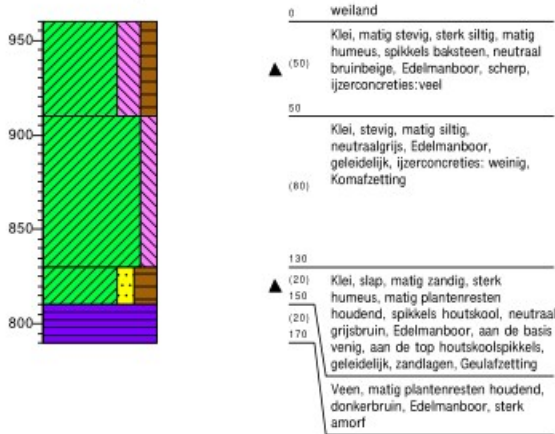 950
900
850
800
0
weiland
Klei, matig stevig, sterk siltig, matig
humeus, spikkels baksteen, neutraal
(50)
bruinbeige, Edelmanboor, scherp,
ijzerconcreties:veel
50
Klei, stevig, matig siltig,
neutraalgrijs, Edelmanboor,
geleidelijk, ijzerconcreties: weinig,
(80)
Komafzetting
130
(20)
Klei, slap, matig zandig, sterk
150
humeus, matig plantenresten
(20)
houdend, spikkels houtskool, neutraal
170
grijsbruin, Edelmanboor, aan de basis
venig, aan de top houtskoolspikkels,
geleidelijk, zandlagen, Geulafzetting
Veen, matig plantenresten houdend,
donkerbruin, Edelmanboor, sterk
amorf